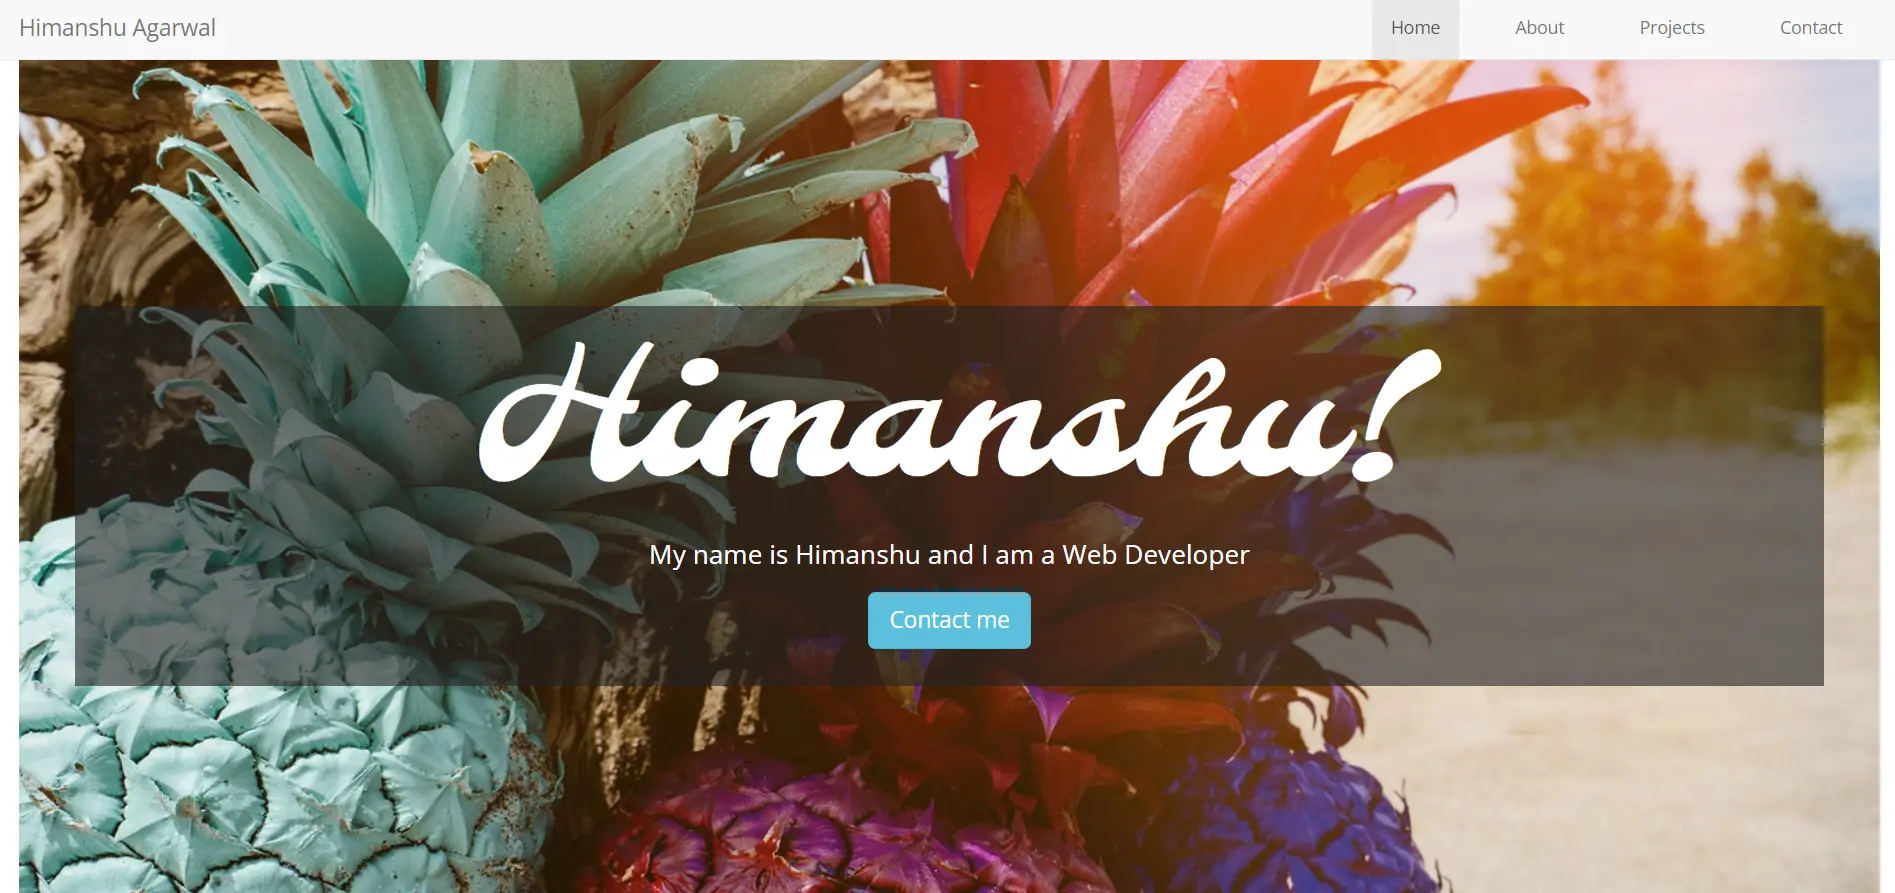 Himanshu Agarwal
Home
About
Projects
Contact
Himanshu!
My name is Himanshu and I am a Web Developer
Contact me